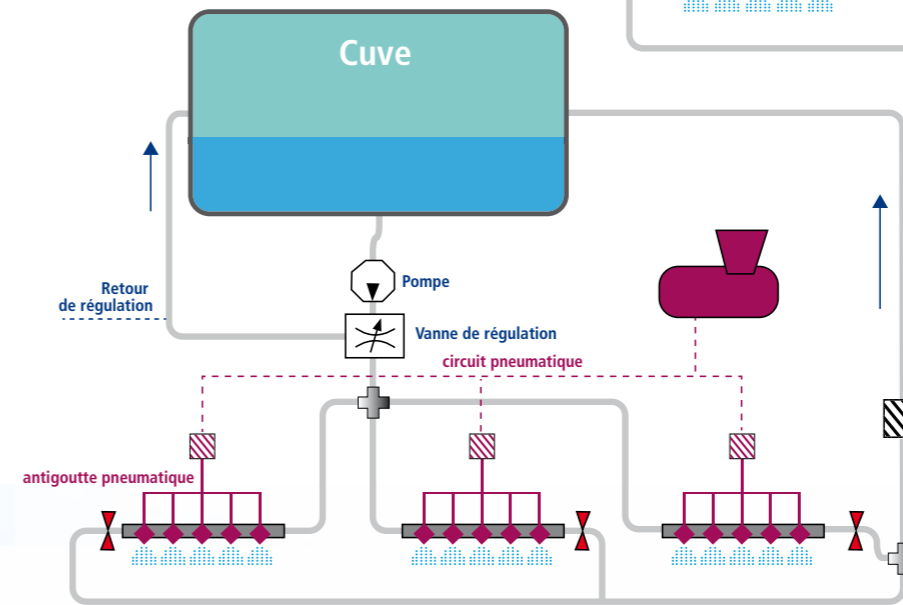 Cuve
Pompe
Retour
de régulation
Vanne de régulation
circuit pneumatique
antigoutte pneumatique